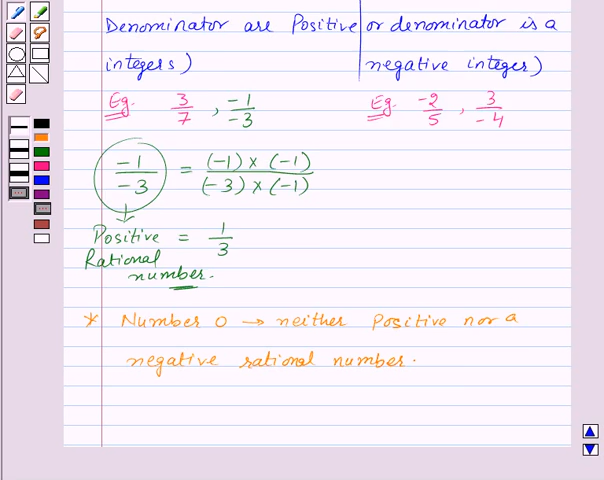 Denominator are Positive or denominator is a
integers) negative integer)
Eg. 3/7 , -1/-3 Eg. -2/5 , 3/-4
-1/-3 = (-1) × (-1)/(-3) × (-1)
Positive = 1/3
Rational
number.
* Number 0 → neither Positive nor a
negative rational number.